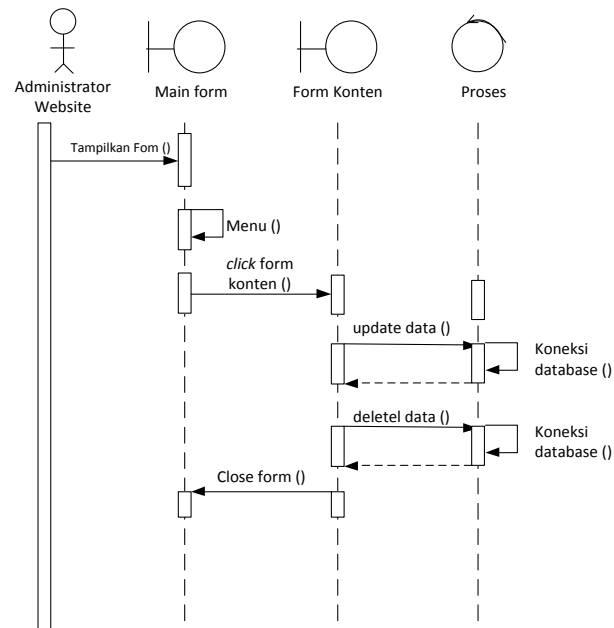 Administrator
Website
Main form
Form Konten
Proses
Tampilkan Fom ()
Menu ()
click form
konten ()
update data ()
Koneksi
database ()
deletel data ()
Koneksi
database ()
Close form ()